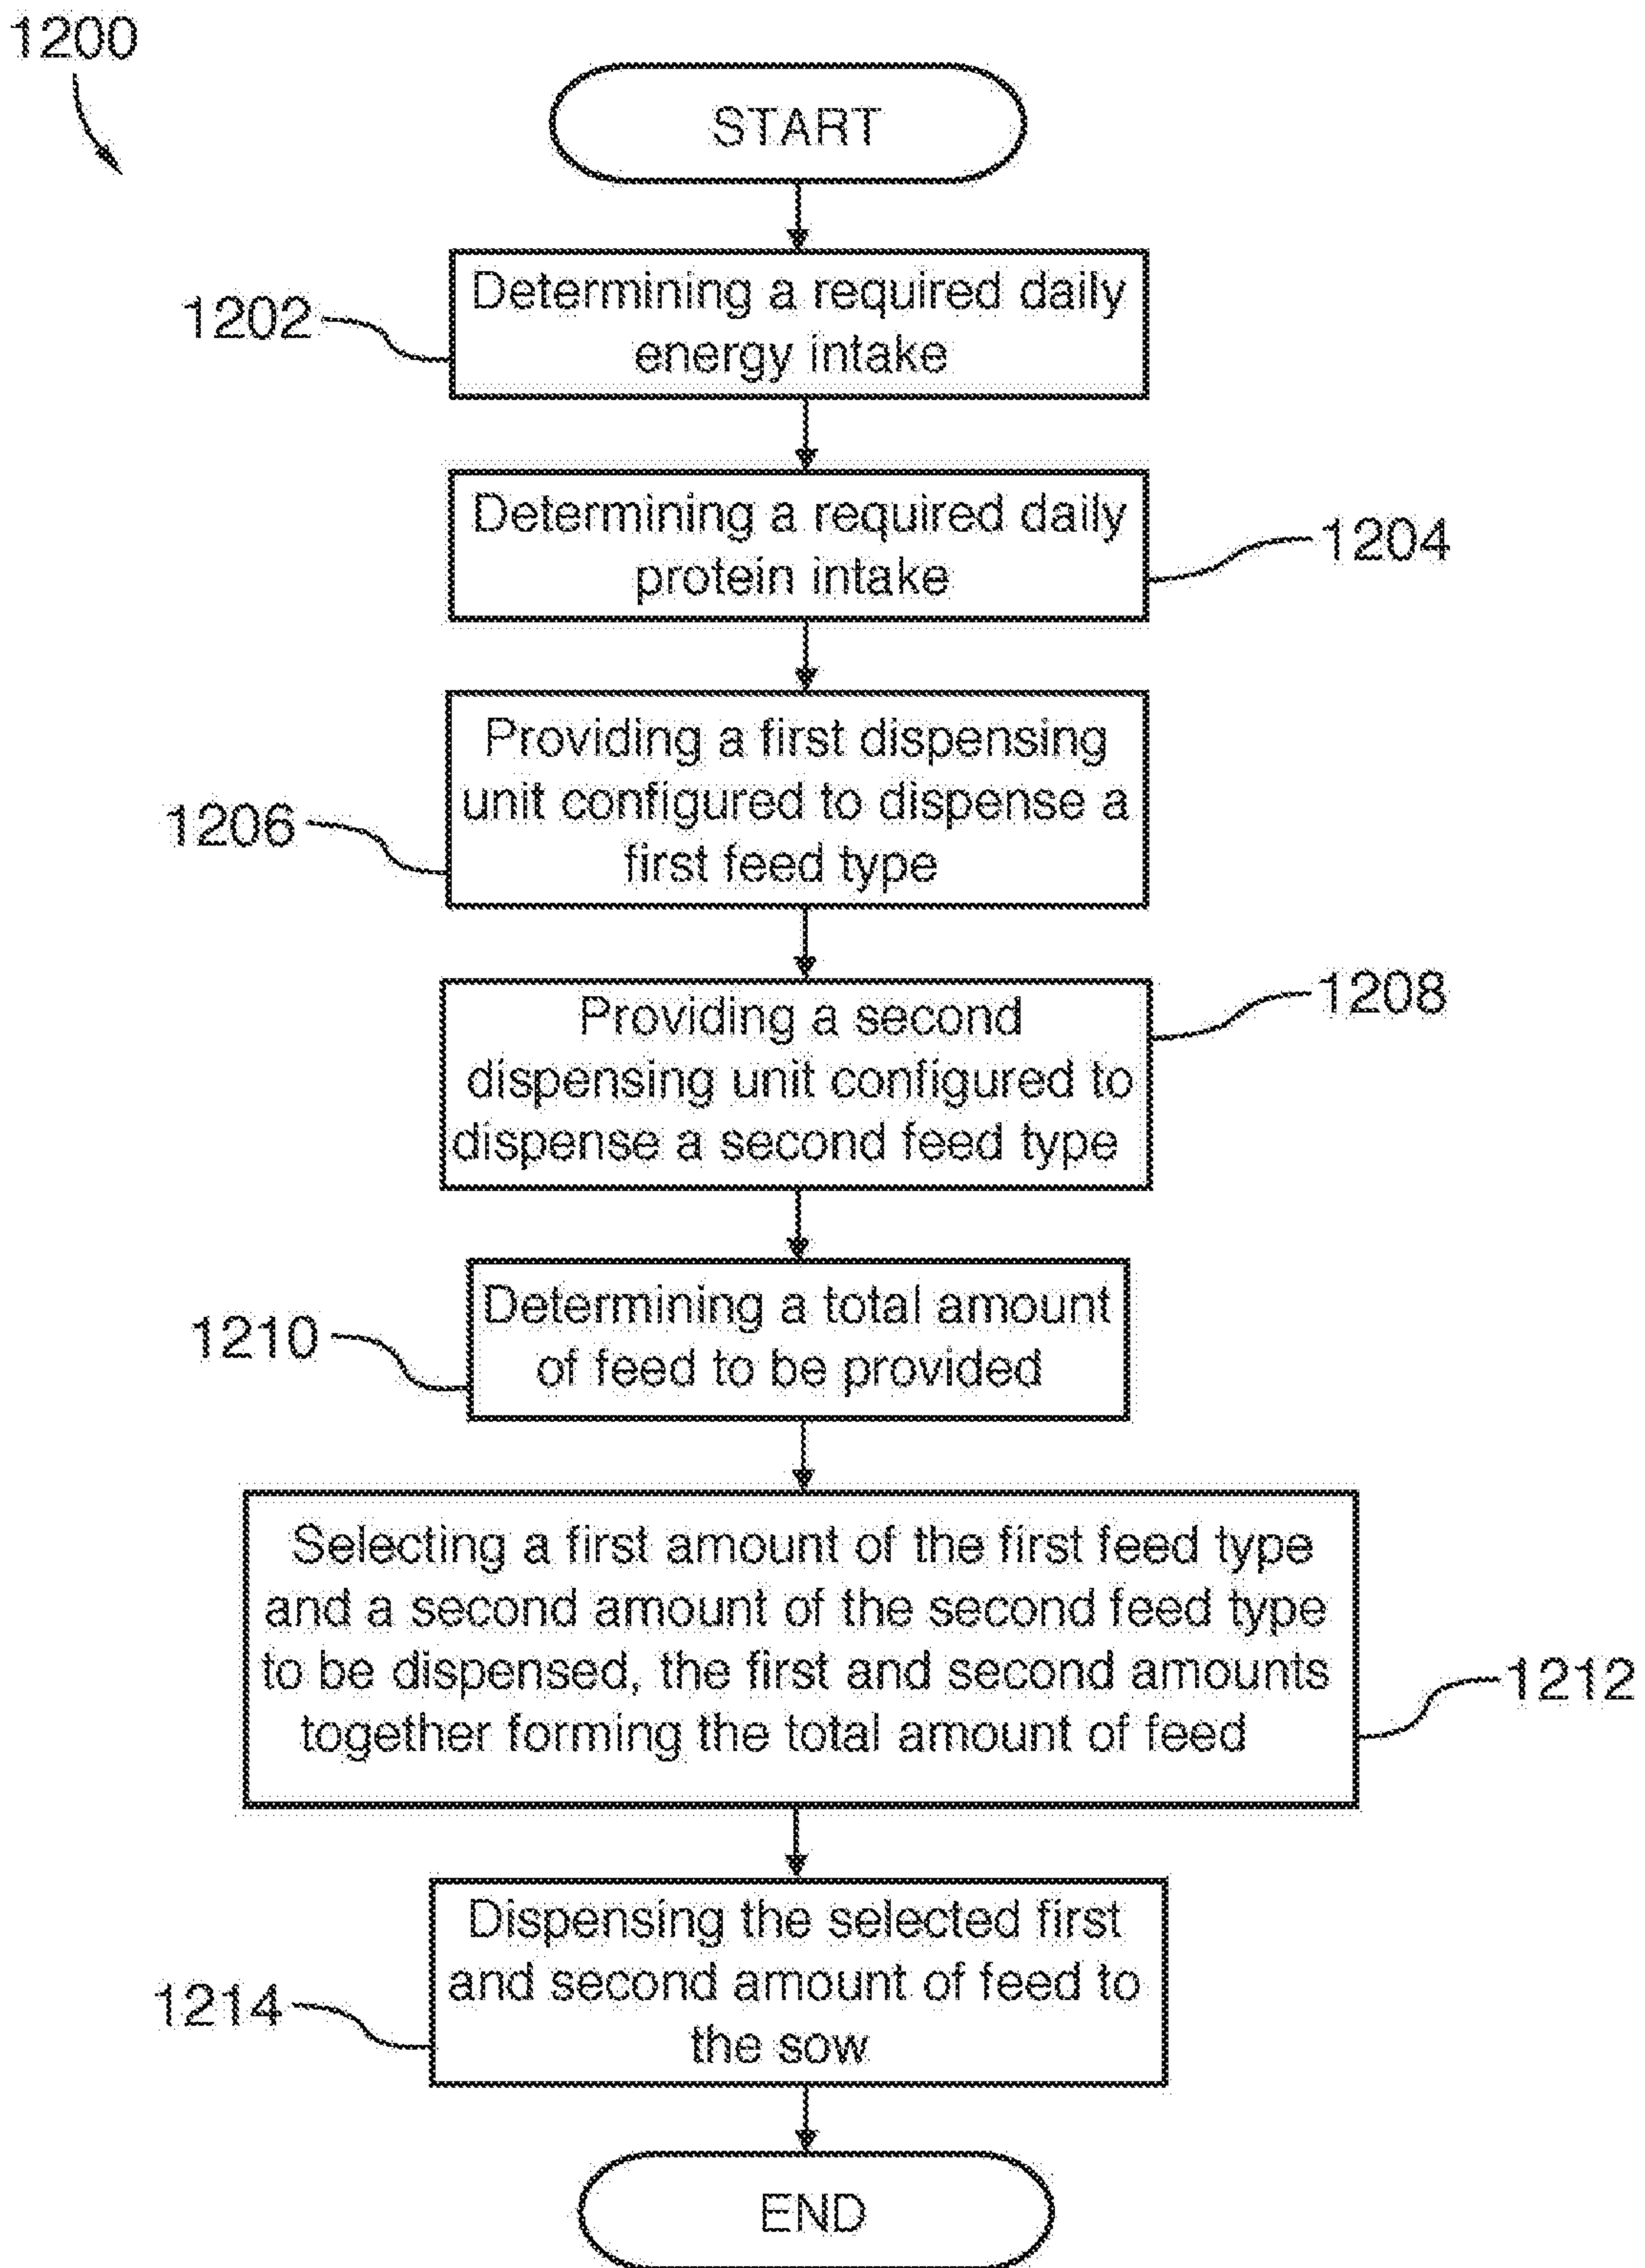 1200
START
1202
Determining a required daily
energy intake
Determining a required daily
protein intake
1204
Providing a first dispensing
unit configured to dispense a
first feed type
1206
Providing a second
dispensing unit configured to
dispense a second feed type
1208
Determining a total amount
of feed to be provided
1210
Selecting a first amount of the first feed type
and a second amount of the second feed type
to be dispensed, the first and second amounts
together forming the total amount of feed
1212
Dispensing the selected first
and second amount of feed to
the sow
1214
END